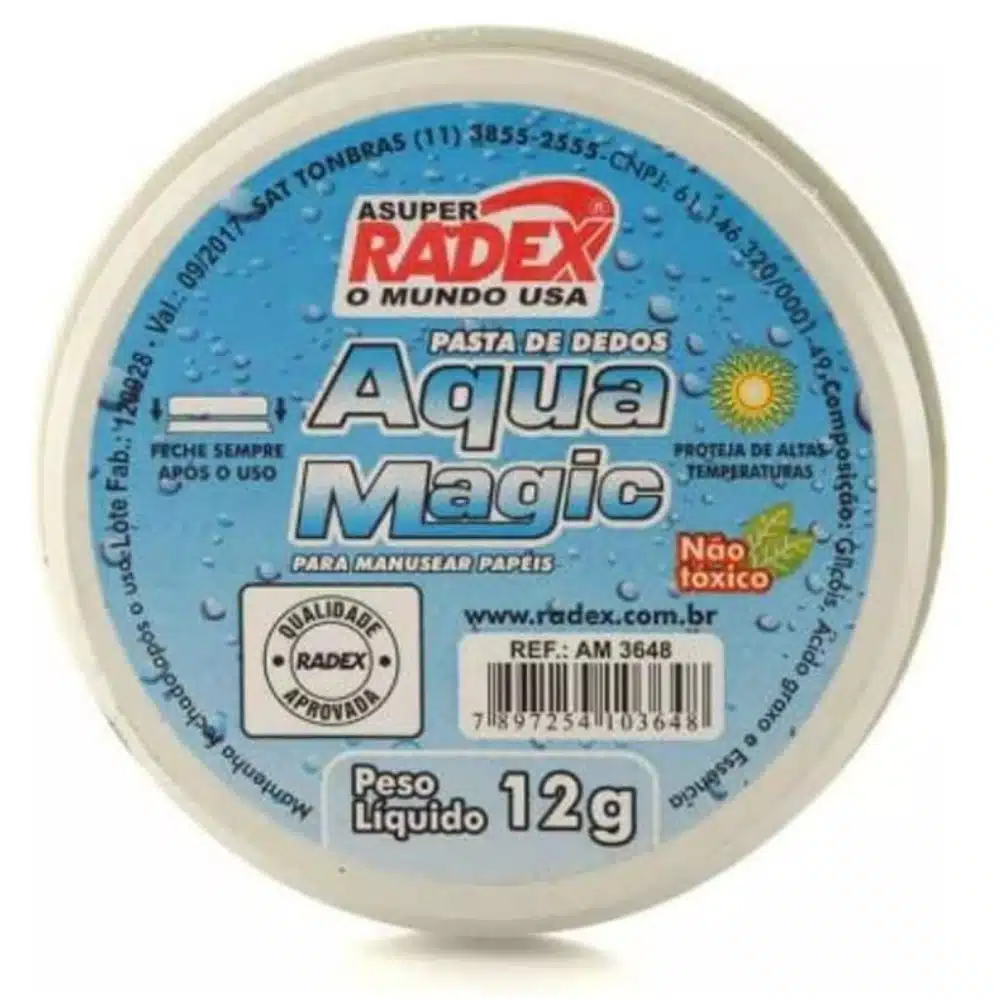 Mantenha fechado após o uso Lote Fab.: 120928 - Val.: 09/2017 - SAT TONBRAS (11) 3855-2555-CNPJ: 61.146.320/0001-49, Composição: Glicóis, Ácido graxo e Essência
ASUPER
RADEX®
O MUNDO USA
PASTA DE DEDOS
Aqua
Magic
PARA MANUSEAR PAPÉIS
FECHE SEMPRE
APÓS O USO
PROTEJA DE ALTAS
TEMPERATURAS
Não
tóxico
www.radex.com.br
QUALIDADE
RADEX
APROVADA
REF.: AM 3648
7 897254 103648
Peso
Líquido 12g